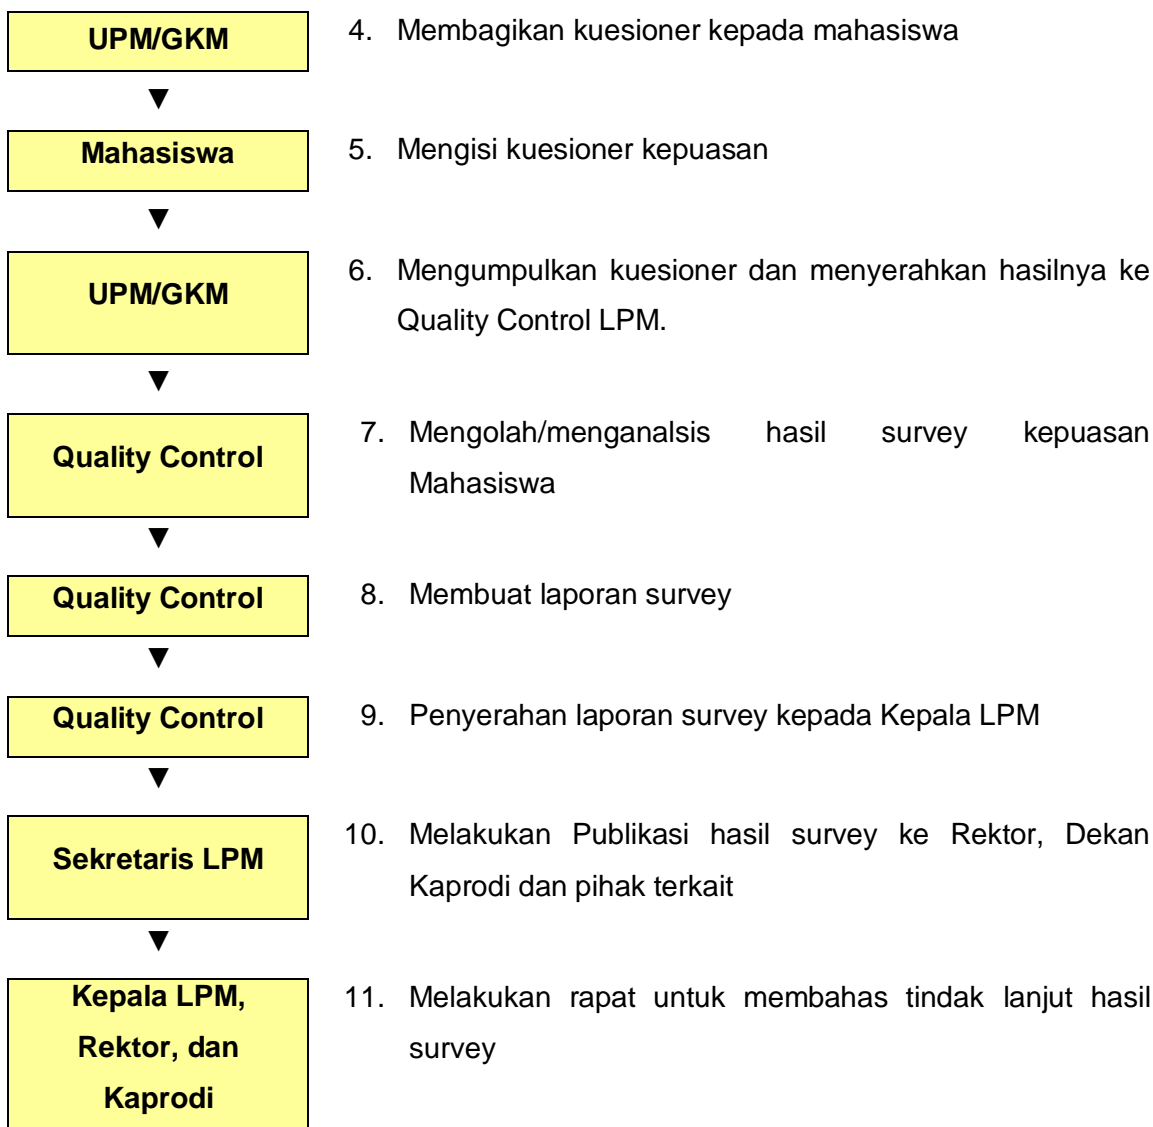 UPM/GKM
4. Membagikan kuesioner kepada mahasiswa
▼
Mahasiswa
5. Mengisi kuesioner kepuasan
▼
UPM/GKM
6. Mengumpulkan kuesioner dan menyerahkan hasilnya ke
Quality Control LPM.
▼
Quality Control
7. Mengolah/menganalsis hasil survey kepuasan
Mahasiswa
▼
Quality Control
8. Membuat laporan survey
▼
Quality Control
9. Penyerahan laporan survey kepada Kepala LPM
▼
Sekretaris LPM
10. Melakukan Publikasi hasil survey ke Rektor, Dekan
Kaprodi dan pihak terkait
▼
Kepala LPM,
Rektor, dan
Kaprodi
11. Melakukan rapat untuk membahas tindak lanjut hasil
survey